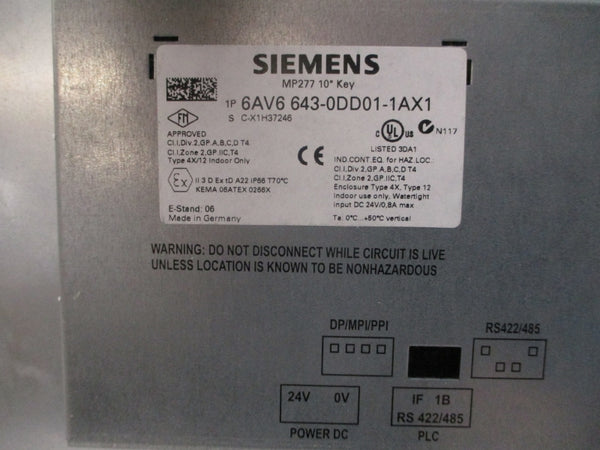 SIEMENS
MP277 10" Key
1P 6AV6 643-0DD01-1AX1
S C-X1H37246
FM
APPROVED
Cl.I,Div.2,GP.A,B,C,D T4
Cl.I,Zone 2,GP.IIC,T4
Type 4X/12 Indoor Only
Ex II 3 D Ex tD A22 IP66 T70°C
KEMA 05ATEX 0266X
E-Stand: 06
Made in Germany
CE
c UL us
N117
LISTED 3DA1
IND.CONT.EQ. for HAZ.LOC.
Cl.I,Div.2,GP.A,B,C,D T4
Cl.I,Zone 2,GP.IIC,T4
Enclosure Type 4X, Type 12
Indoor use only, Watertight
Input DC 24V/0,8A max
Ta: 0°C...+50°C vertical
WARNING: DO NOT DISCONNECT WHILE CIRCUIT IS LIVE
UNLESS LOCATION IS KNOWN TO BE NONHAZARDOUS
DP/MPI/PPI
RS422/485
24V 0V
POWER DC
IF 1B
RS 422/485
PLC